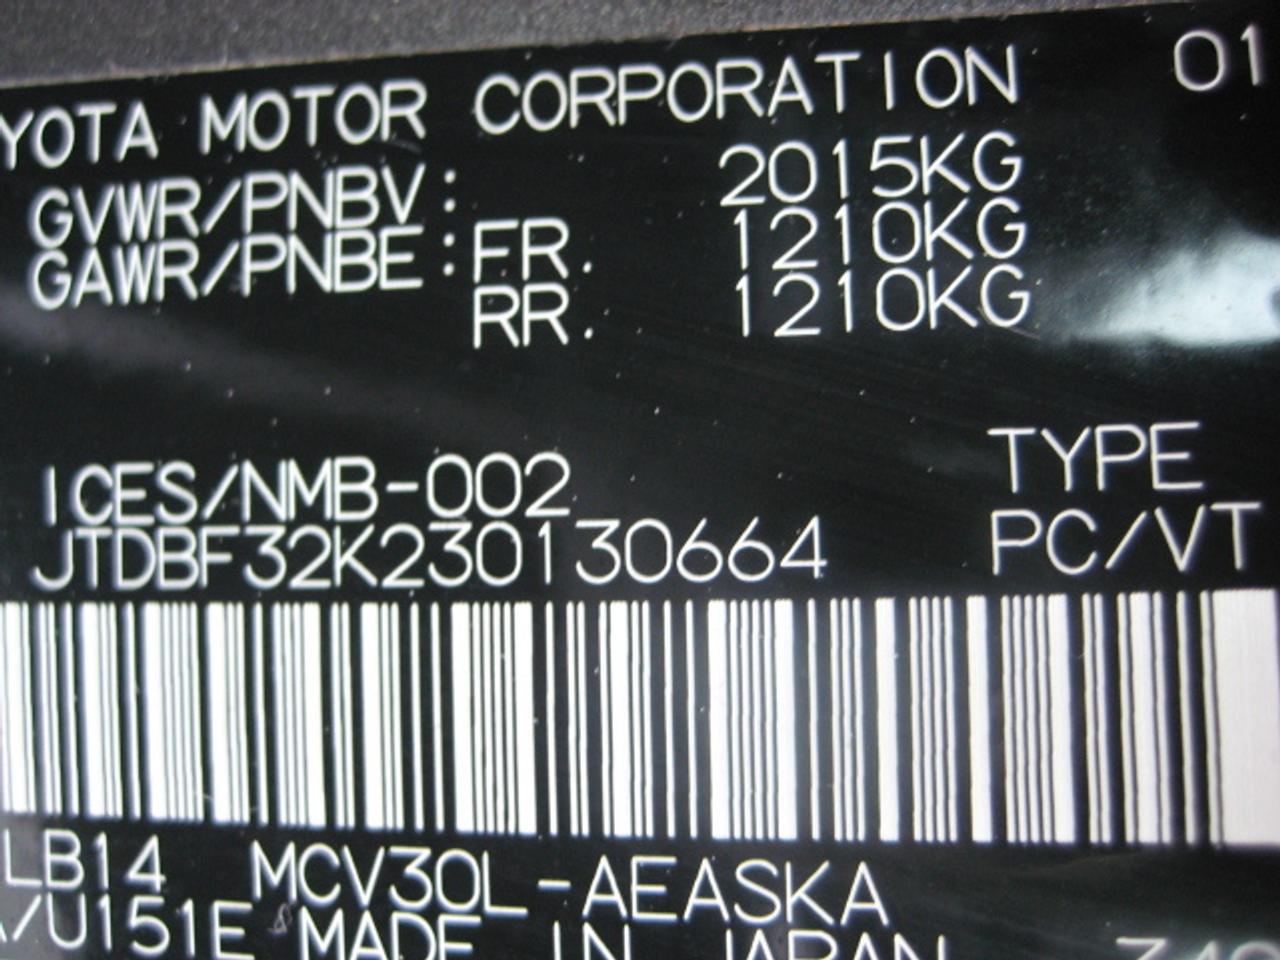 YOTA MOTOR CORPORATION 01
GVWR/PNBV: 2015KG
GAWR/PNBE:FR. 1210KG
RR. 1210KG
ICES/NMB-002 TYPE
JTDBF32K230130664 PC/VT
LB14 MCV30L-AEASKA
/U151E MADE IN JAPAN